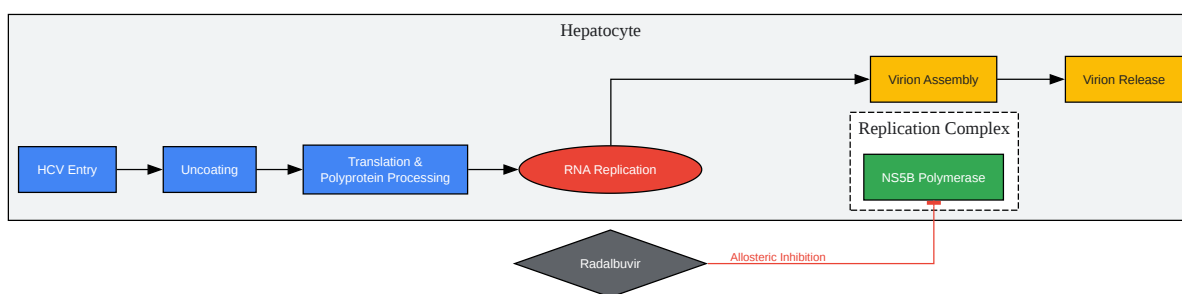 Hepatocyte
Virion Assembly
Virion Release
Replication Complex
HCV Entry
Uncoating
Translation &
Polyprotein Processing
RNA Replication
NS5B Polymerase
Radalbuvir
Allosteric Inhibition